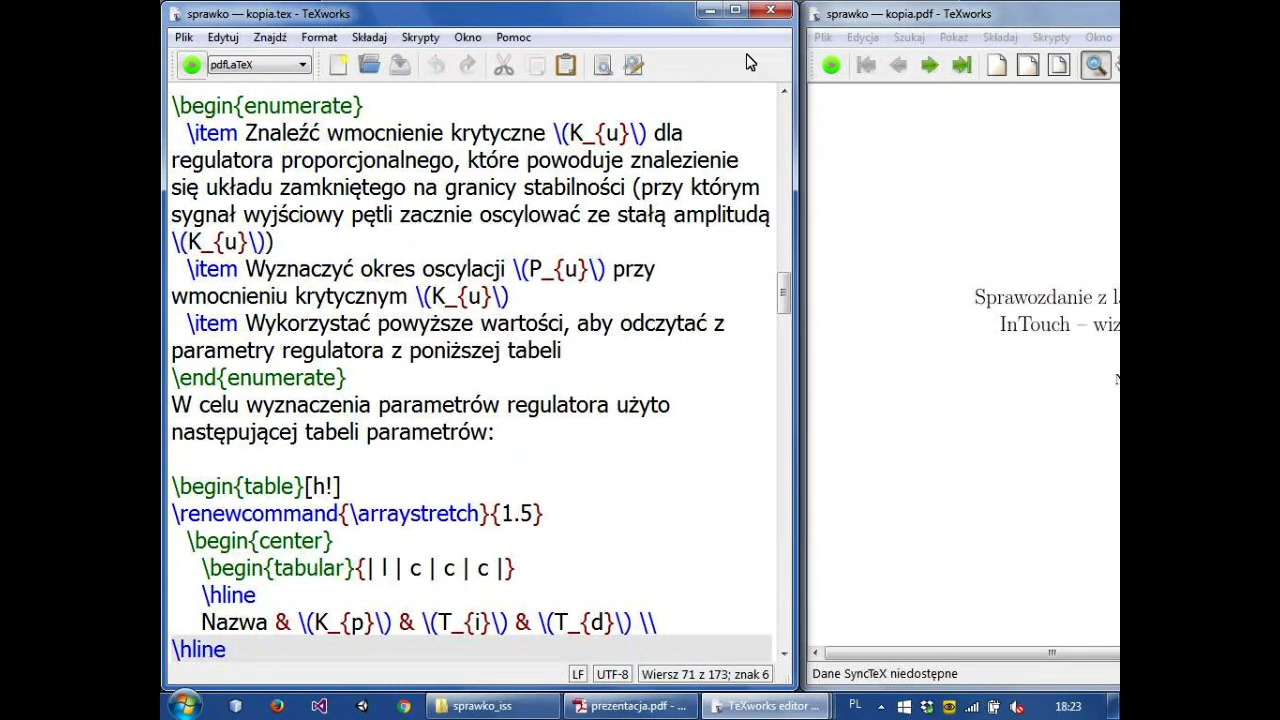 sprawko — kopia.tex - TeXworks
Plik Edytuj Znajdź Format Składaj Skrypty Okno Pomoc
pdfLaTeX
\begin{enumerate}
\item Znaleźć wmocnienie krytyczne \(K_{u}\) dla
regulatora proporcjonalnego, które powoduje znalezienie
się układu zamkniętego na granicy stabilności (przy którym
sygnał wyjściowy pętli zacznie oscylować ze stałą amplitudą
\(K_{u}\))
\item Wyznaczyć okres oscylacji \(P_{u}\) przy
wmocnieniu krytycznym \(K_{u}\)
\item Wykorzystać powyższe wartości, aby odczytać z
parametry regulatora z poniższej tabeli
\end{enumerate}
W celu wyznaczenia parametrów regulatora użyto
następującej tabeli parametrów:
\begin{table}[h!]
\renewcommand{\arraystretch}{1.5}
\begin{center}
\begin{tabular}{| l | c | c | c |}
\hline
Nazwa & \(K_{p}\) & \(T_{i}\) & \(T_{d}\) \\
\hline
LF UTF-8 Wiersz 71 z 173; znak 6
sprawko — kopia.pdf - TeXworks
Plik Edycja Szukaj Pokaż Składaj Skrypty Okno
Sprawozdanie z la
InTouch – wiz
N
Dane SyncTeX niedostępne
sprawko_iss
prezentacja.pdf - ...
TeXworks editor ...
PL
18:23